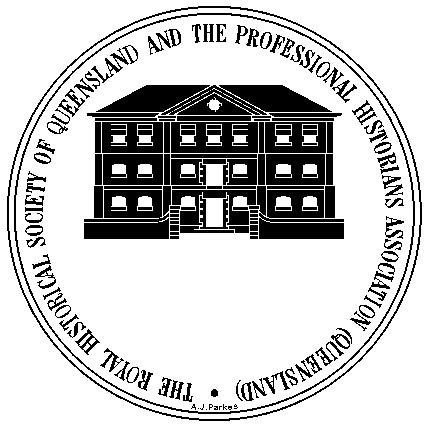 THE ROYAL HISTORICAL SOCIETY OF QUEENSLAND AND THE PROFESSIONAL HISTORIANS ASSOCIATION (QUEENSLAND) •
A.J.Parkes